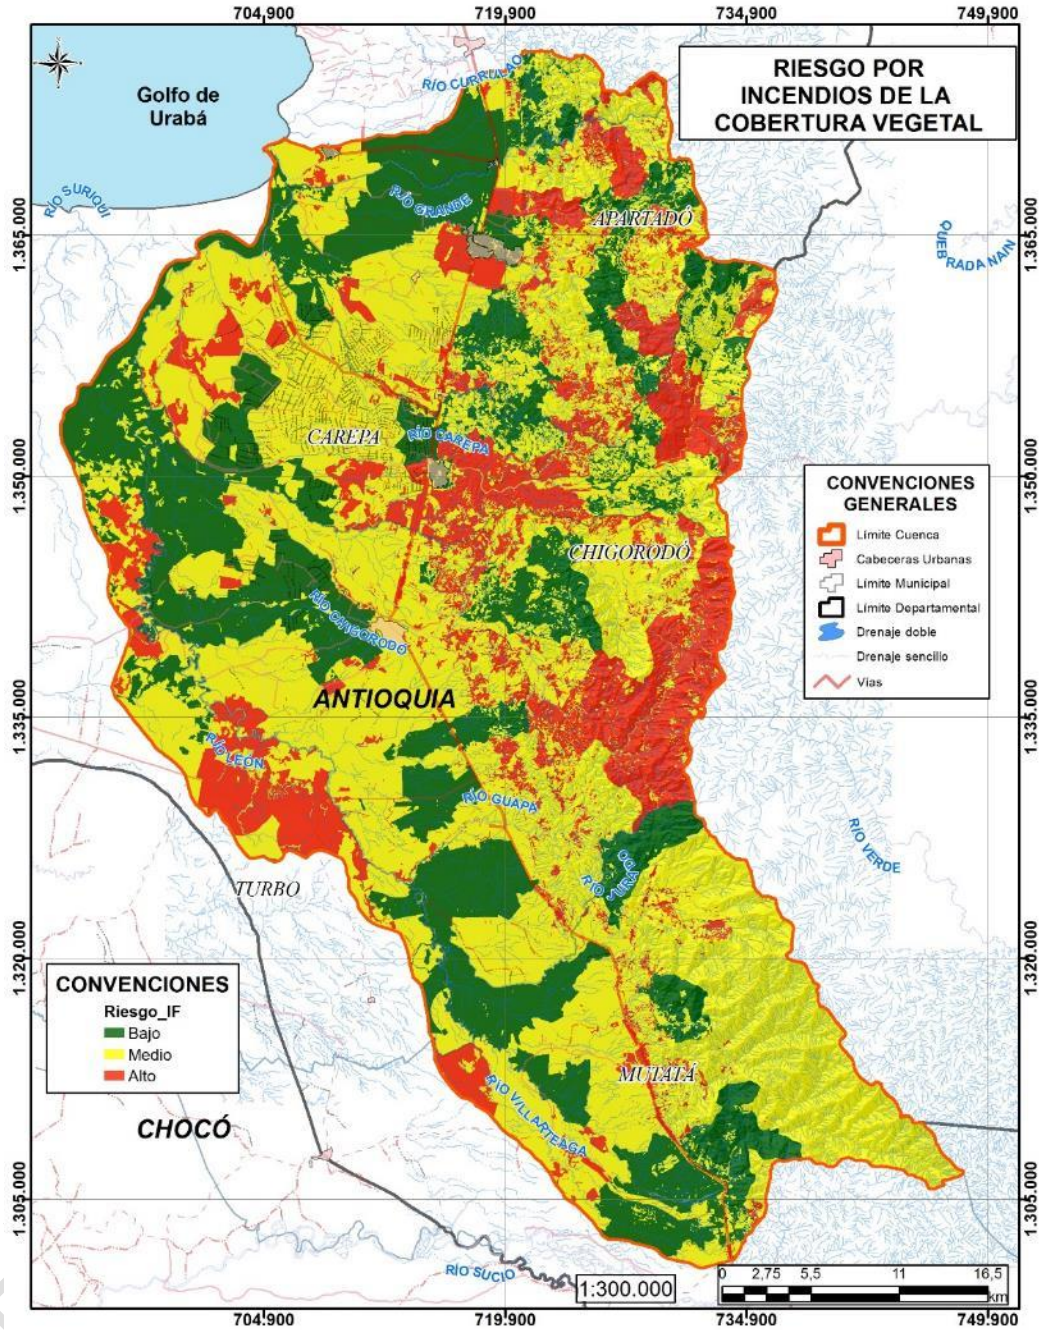 704.900
719.900
734.900
749.900
RIESGO POR
INCENDIOS DE LA
COBERTURA VEGETAL
Golfo de
Urabá
RÍO CURRULAO
RÍO SURIQUI
RÍO GRANDE
APARTADÓ
QUEB
RADA NAIN
1.365.000
1.365.000
CAREPA
RÍO CAREPA
1.350.000
1.350.000
CONVENCIONES
GENERALES
Límite Cuenca
Cabeceras Urbanas
Límite Municipal
Límite Departamental
Drenaje doble
Drenaje sencillo
Vías
CHIGORODÓ
RÍO CHIGORODÓ
ANTIOQUIA
1.335.000
1.335.000
RÍO LEÓN
RÍO GUAPA
RÍO VERDE
RÍO JURA
DO
TURBO
1.320.000
1.320.000
CONVENCIONES
Riesgo_IF
Bajo
Medio
Alto
MUTATÁ
RÍO VILLARTEAGA
CHOCÓ
1.305.000
1.305.000
RÍO SUCIO
1:300.000
0 2,75 5,5 11 16,5
km
704.900
719.900
734.900
749.900